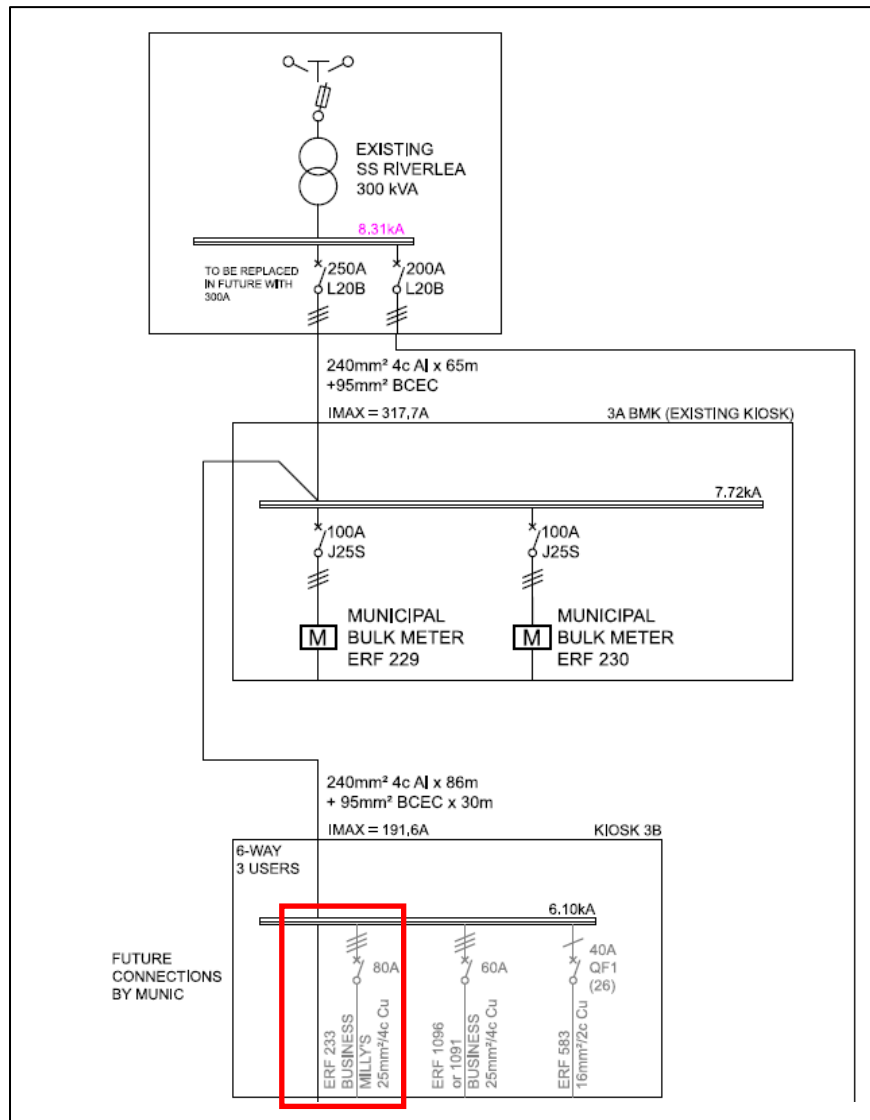 EXISTING
SS RIVERLEA
300 kVA
8.31kA
TO BE REPLACED
IN FUTURE WITH
300A
250A
L20B
200A
L20B
240mm² 4c Al x 65m
+95mm² BCEC
IMAX = 317,7A
3A BMK (EXISTING KIOSK)
7.72kA
100A
J25S
100A
J25S
M
MUNICIPAL
BULK METER
ERF 229
M
MUNICIPAL
BULK METER
ERF 230
240mm² 4c Al x 86m
+ 95mm² BCEC x 30m
IMAX = 191,6A
KIOSK 3B
6-WAY
3 USERS
6.10kA
FUTURE
CONNECTIONS
BY MUNIC
80A
ERF 233
BUSINESS
MILLY'S
25mm²/4c Cu
60A
ERF 1096
or 1091
BUSINESS
25mm²/4c Cu
40A
QF1
(26)
ERF 583
16mm²/2c Cu